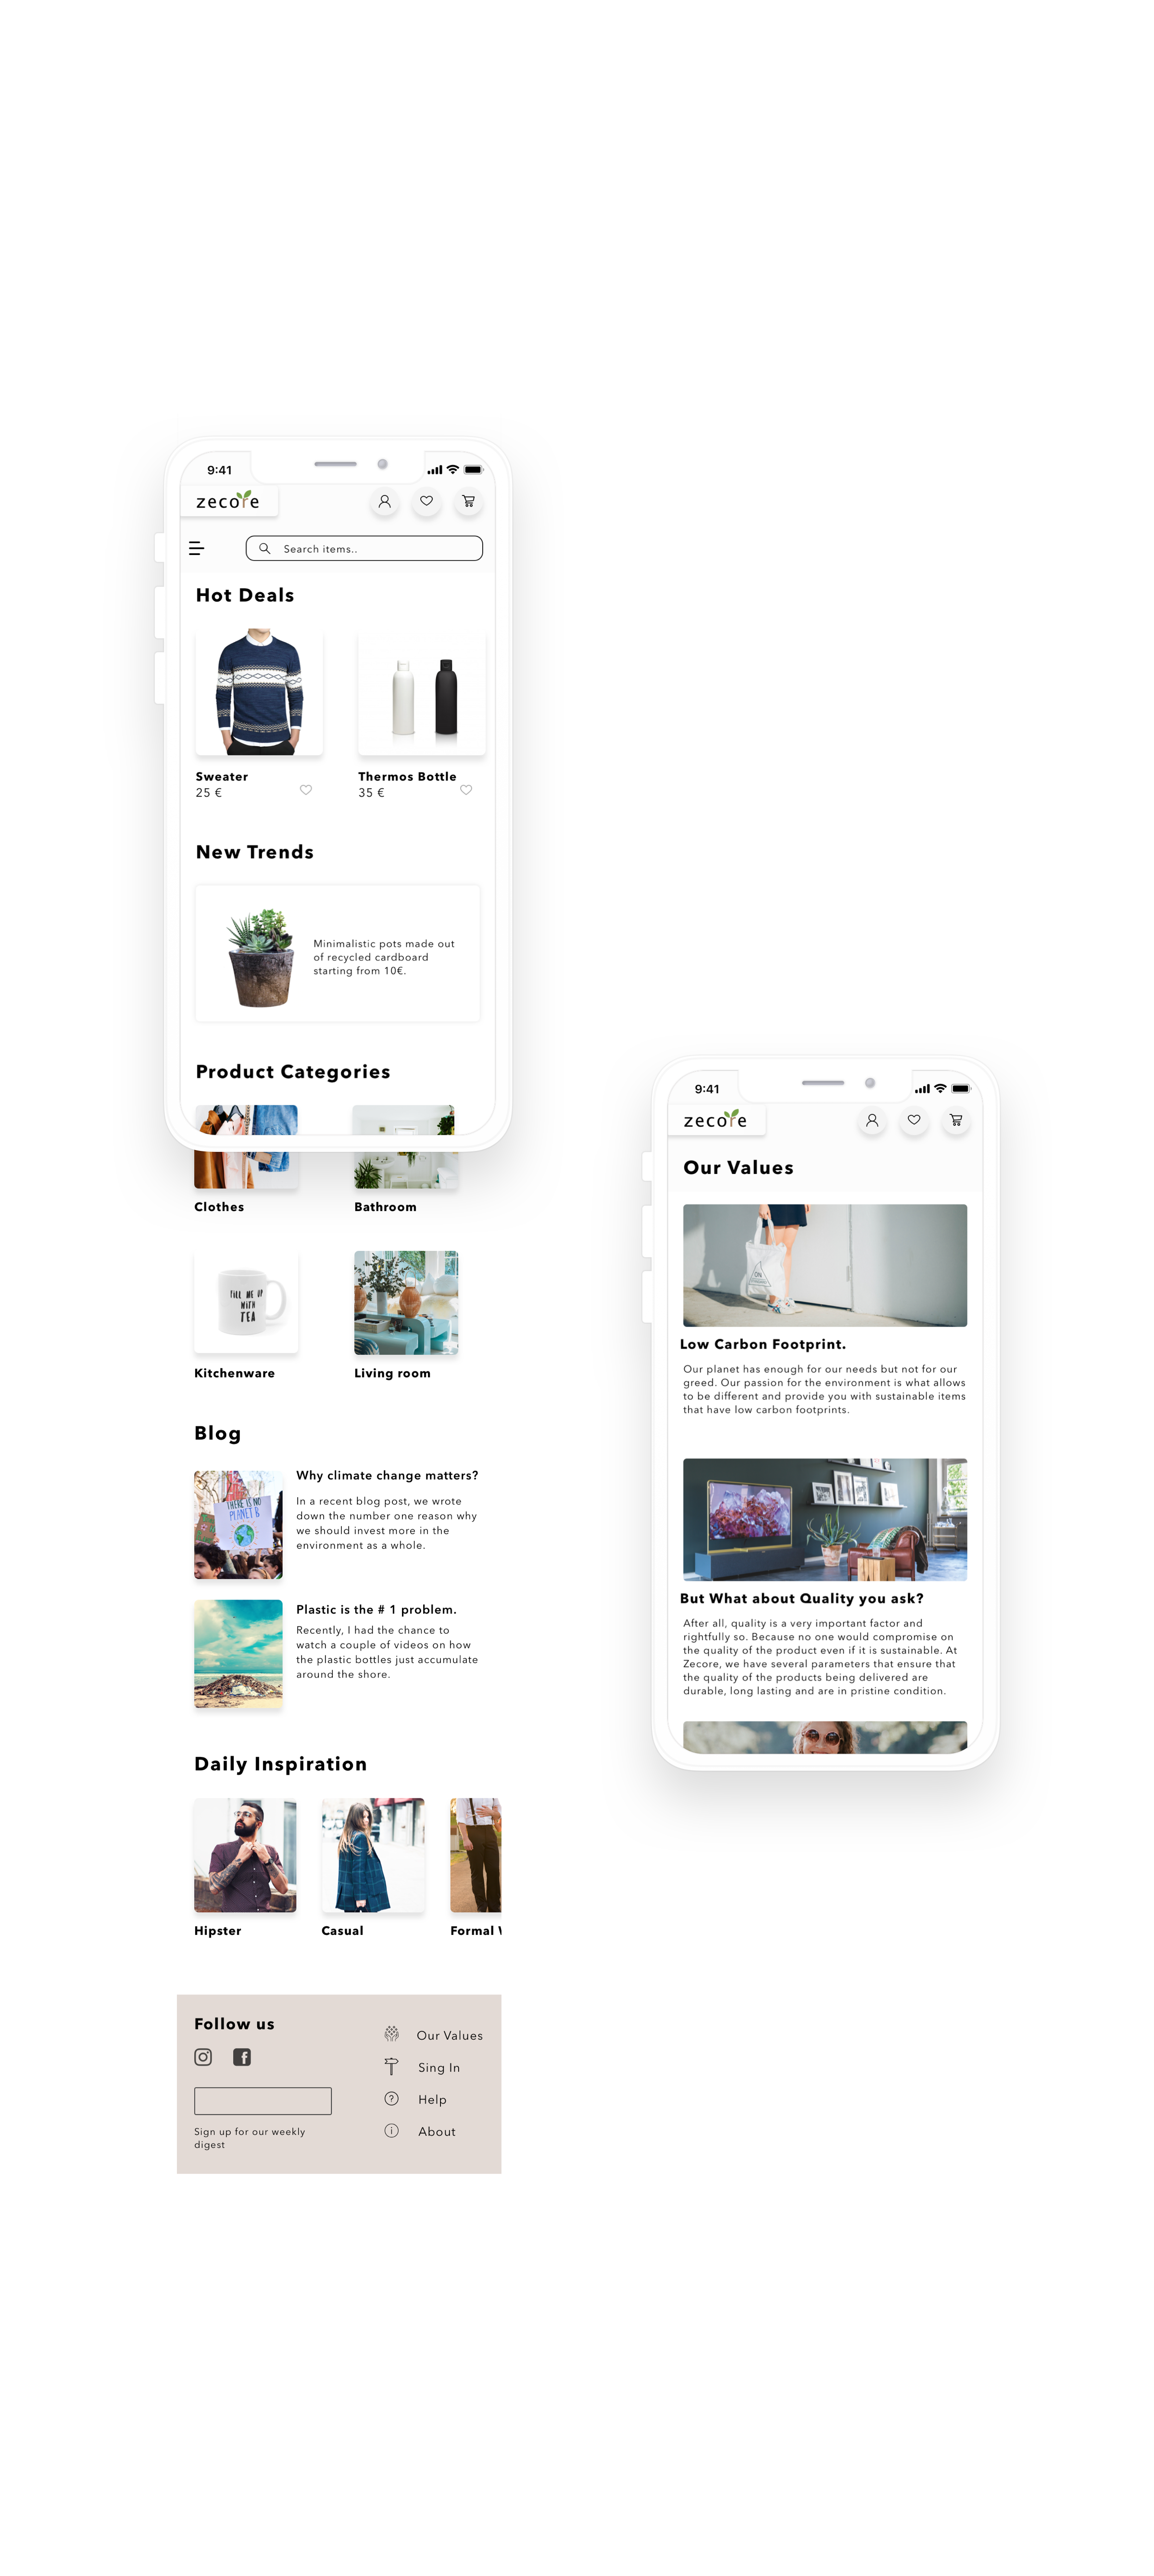 9:41
zecore
Search items..
Hot Deals
Sweater
25 €
Thermos Bottle
35 €
New Trends
Minimalistic pots made out
of recycled cardboard
starting from 10€.
Product Categories
Clothes
Bathroom
FILL ME UP
WITH
TEA
Kitchenware
Living room
Blog
THERE IS NO
PLANET B
Why climate change matters?
In a recent blog post, we wrote
down the number one reason why
we should invest more in the
environment as a whole.
Plastic is the # 1 problem.
Recently, I had the chance to
watch a couple of videos on how
the plastic bottles just accumulate
around the shore.
Daily Inspiration
Hipster
Casual
Formal
Follow us
Sign up for our weekly
digest
Our Values
Sing In
Help
About
9:41
zecore
Our Values
Low Carbon Footprint.
Our planet has enough for our needs but not for our
greed. Our passion for the environment is what allows
to be different and provide you with sustainable items
that have low carbon footprints.
But What about Quality you ask?
After all, quality is a very important factor and
rightfully so. Because no one would compromise on
the quality of the product even if it is sustainable. At
Zecore, we have several parameters that ensure that
the quality of the products being delivered are
durable, long lasting and are in pristine condition.